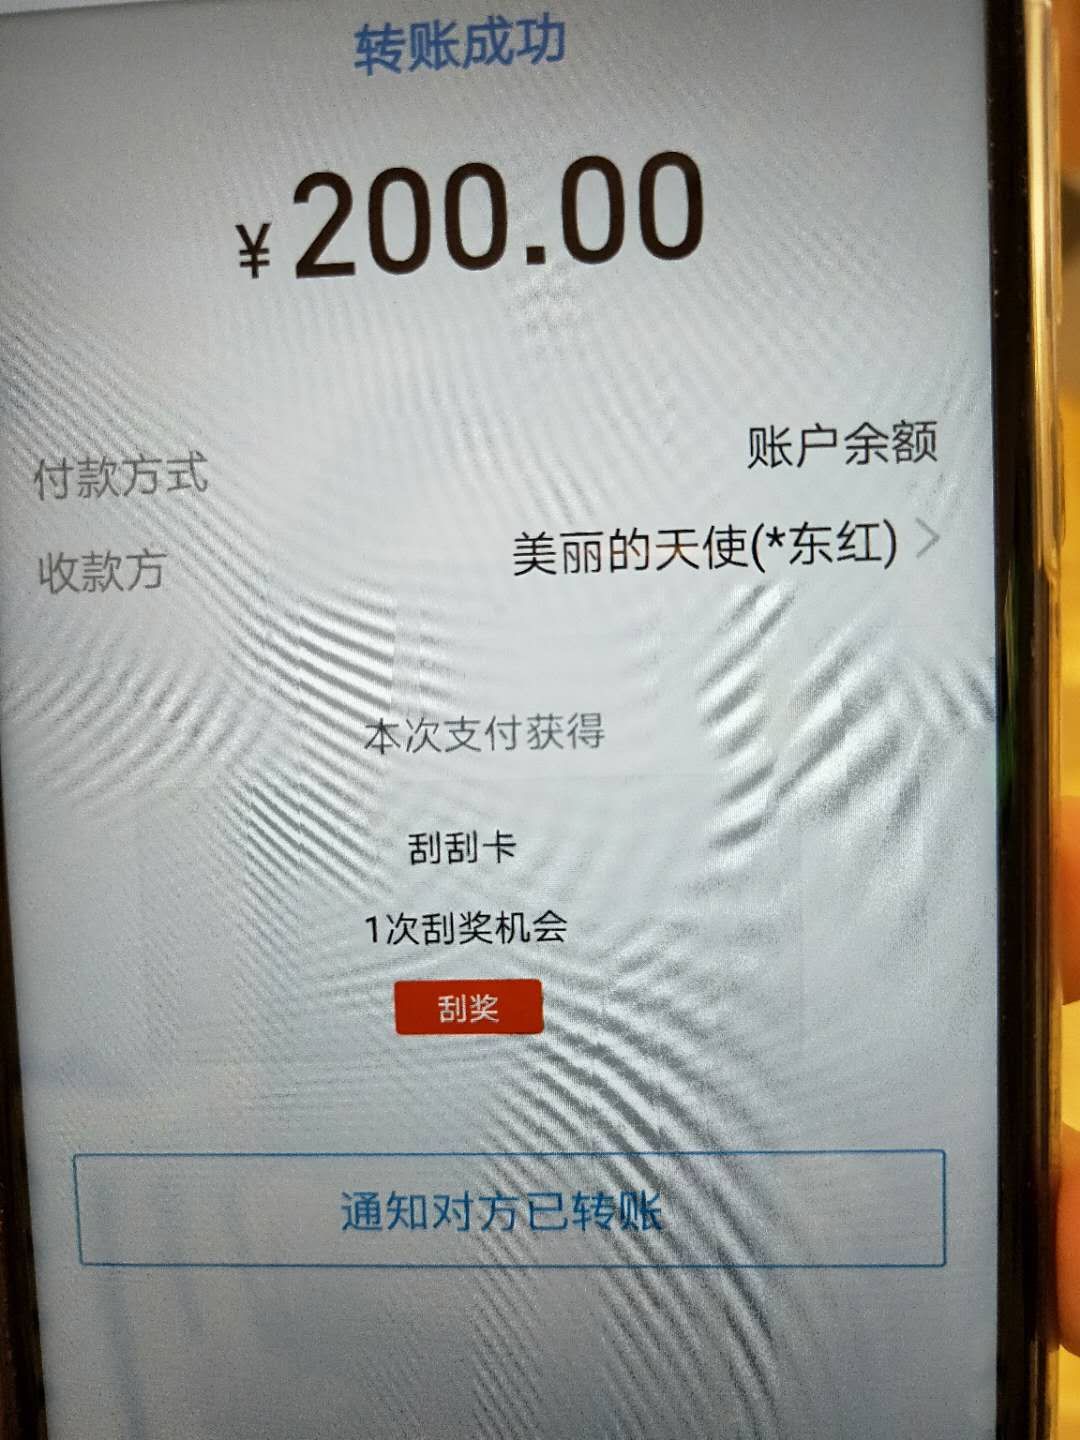 转账成功
¥200.00
付款方式 账户余额
收款方 美丽的天使(*东红)
本次支付获得
刮刮卡
1次刮奖机会
刮奖
通知对方已转账